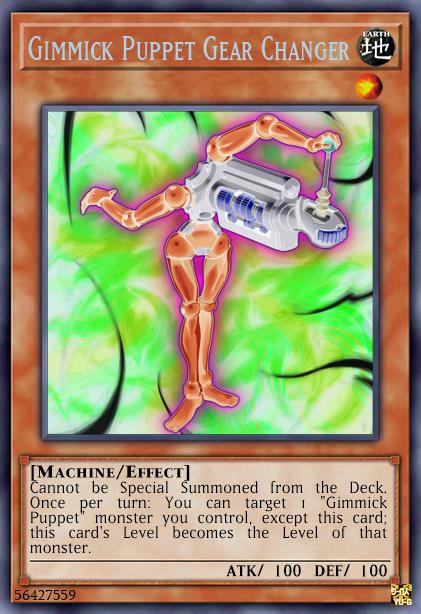 Gimmick Puppet Gear Changer
EARTH
地
[Machine/Effect]
Cannot be Special Summoned from the Deck.
Once per turn: You can target 1 "Gimmick
Puppet" monster you control, except this card;
this card's Level becomes the Level of that
monster.
ATK/ 100 DEF/ 100
56427559